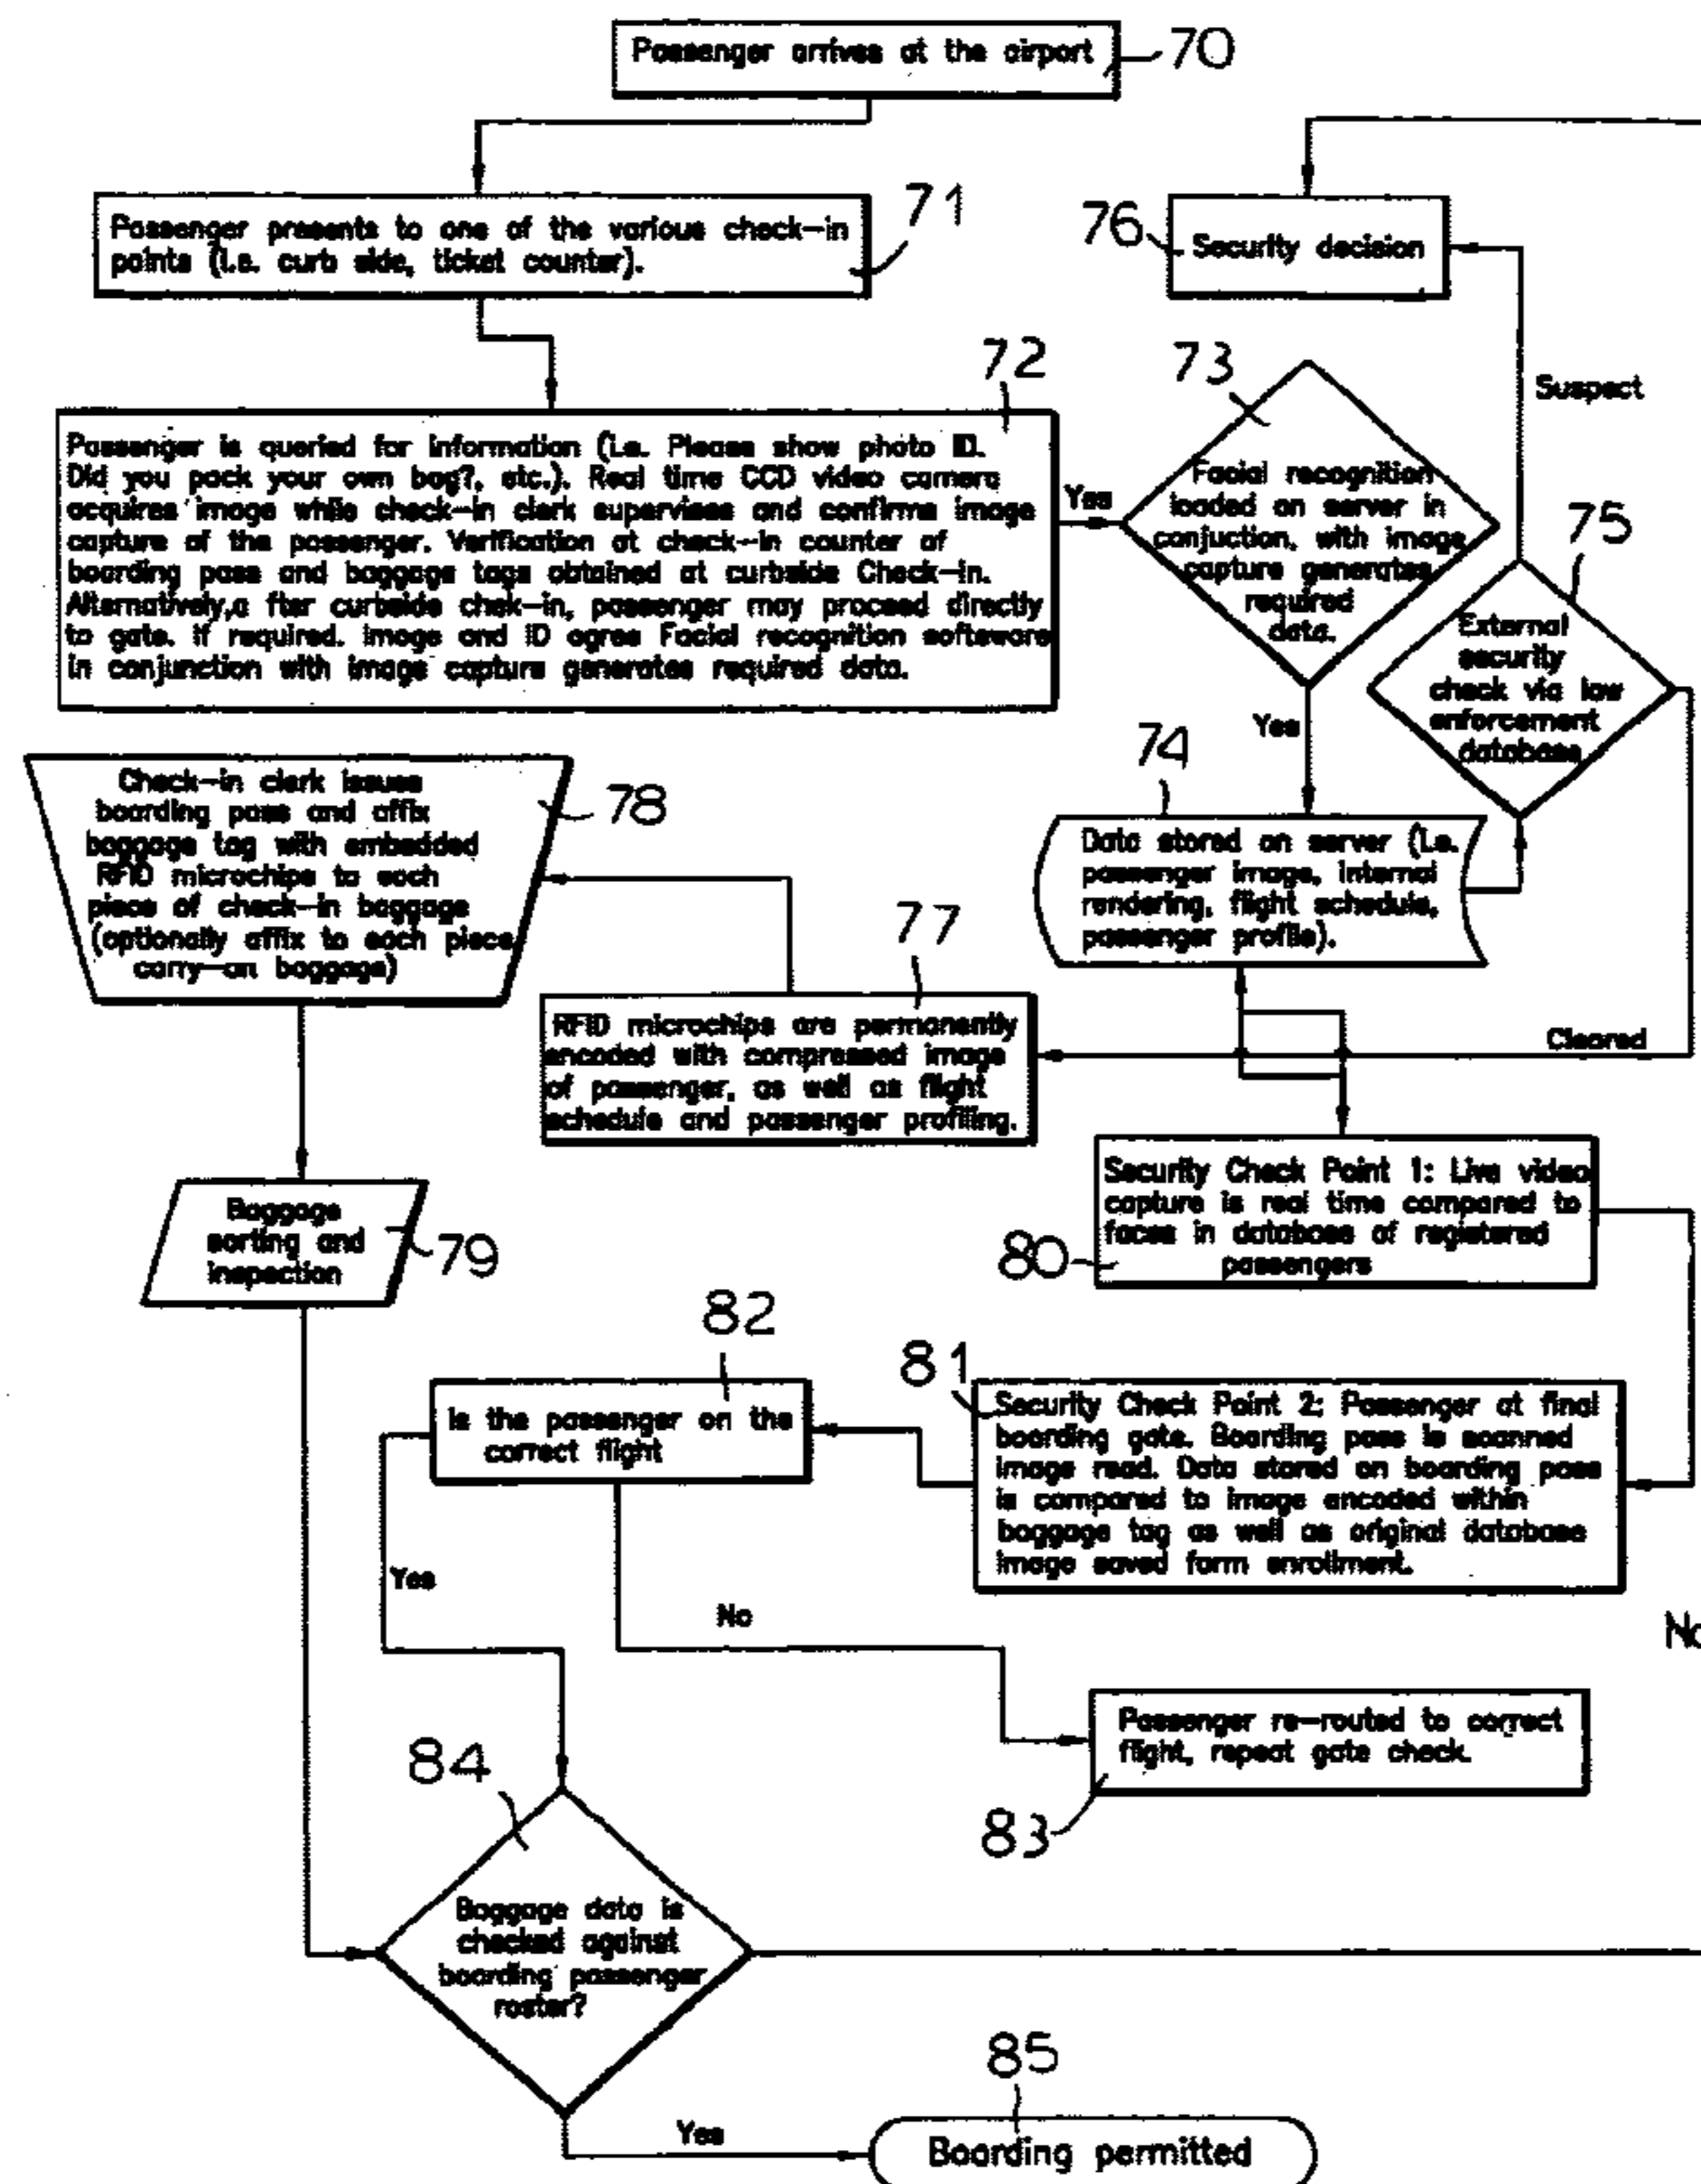 Passenger arrives at the airport
70
Passenger presents to one of the various check-in
points (i.e. curb side, ticket counter).
71
76
Security decision
72
73
Suspect
Passenger is queried for information (i.e. Please show photo ID.
Did you pack your own bag?, etc.). Real time CCD video camera
acquires image while check-in clerk supervises and confirms image
capture of the passenger. Verification at check-in counter of
boarding pass and baggage tags obtained at curbside Check-in.
Alternatively,a fter curbside chek-in, passenger may proceed directly
to gate. if required. image and ID agree Facial recognition softeware
in conjunction with image capture generates required data.
Yes
Facial recognition
loaded on server in
conjuction, with image
capture generates
required
data.
75
External
security
check via law
enforcement
database
Yes
74
Check-in clerk issues
boarding pass and affix
baggage tag with embedded
RFID microchips to each
piece of check-in baggage
(optionally affix to each piece
carry-on baggage)
78
Data stored on server (i.e.
passenger image, internal
rendering, flight schedule,
passenger profile).
77
RFID microchips are permanently
encoded with compressed image
of passenger, as well as flight
schedule and passenger profiling.
Cleared
Security Check Point 1: Live video
capture is real time compared to
faces in database of registered
passengers
80
Baggage
sorting and
inspection
79
82
is the passenger on the
correct flight
81
Security Check Point 2: Passenger at final
boarding gate. Boarding pass is scanned
image read. Data stored on boarding pass
is compared to image encoded within
baggage tag as well as original database
image saved form enrollment.
Yes
No
No
Passenger re-routed to correct
flight, repeat gate check.
83
84
Baggage data is
checked against
boarding passenger
roster?
85
Yes
Boarding permitted